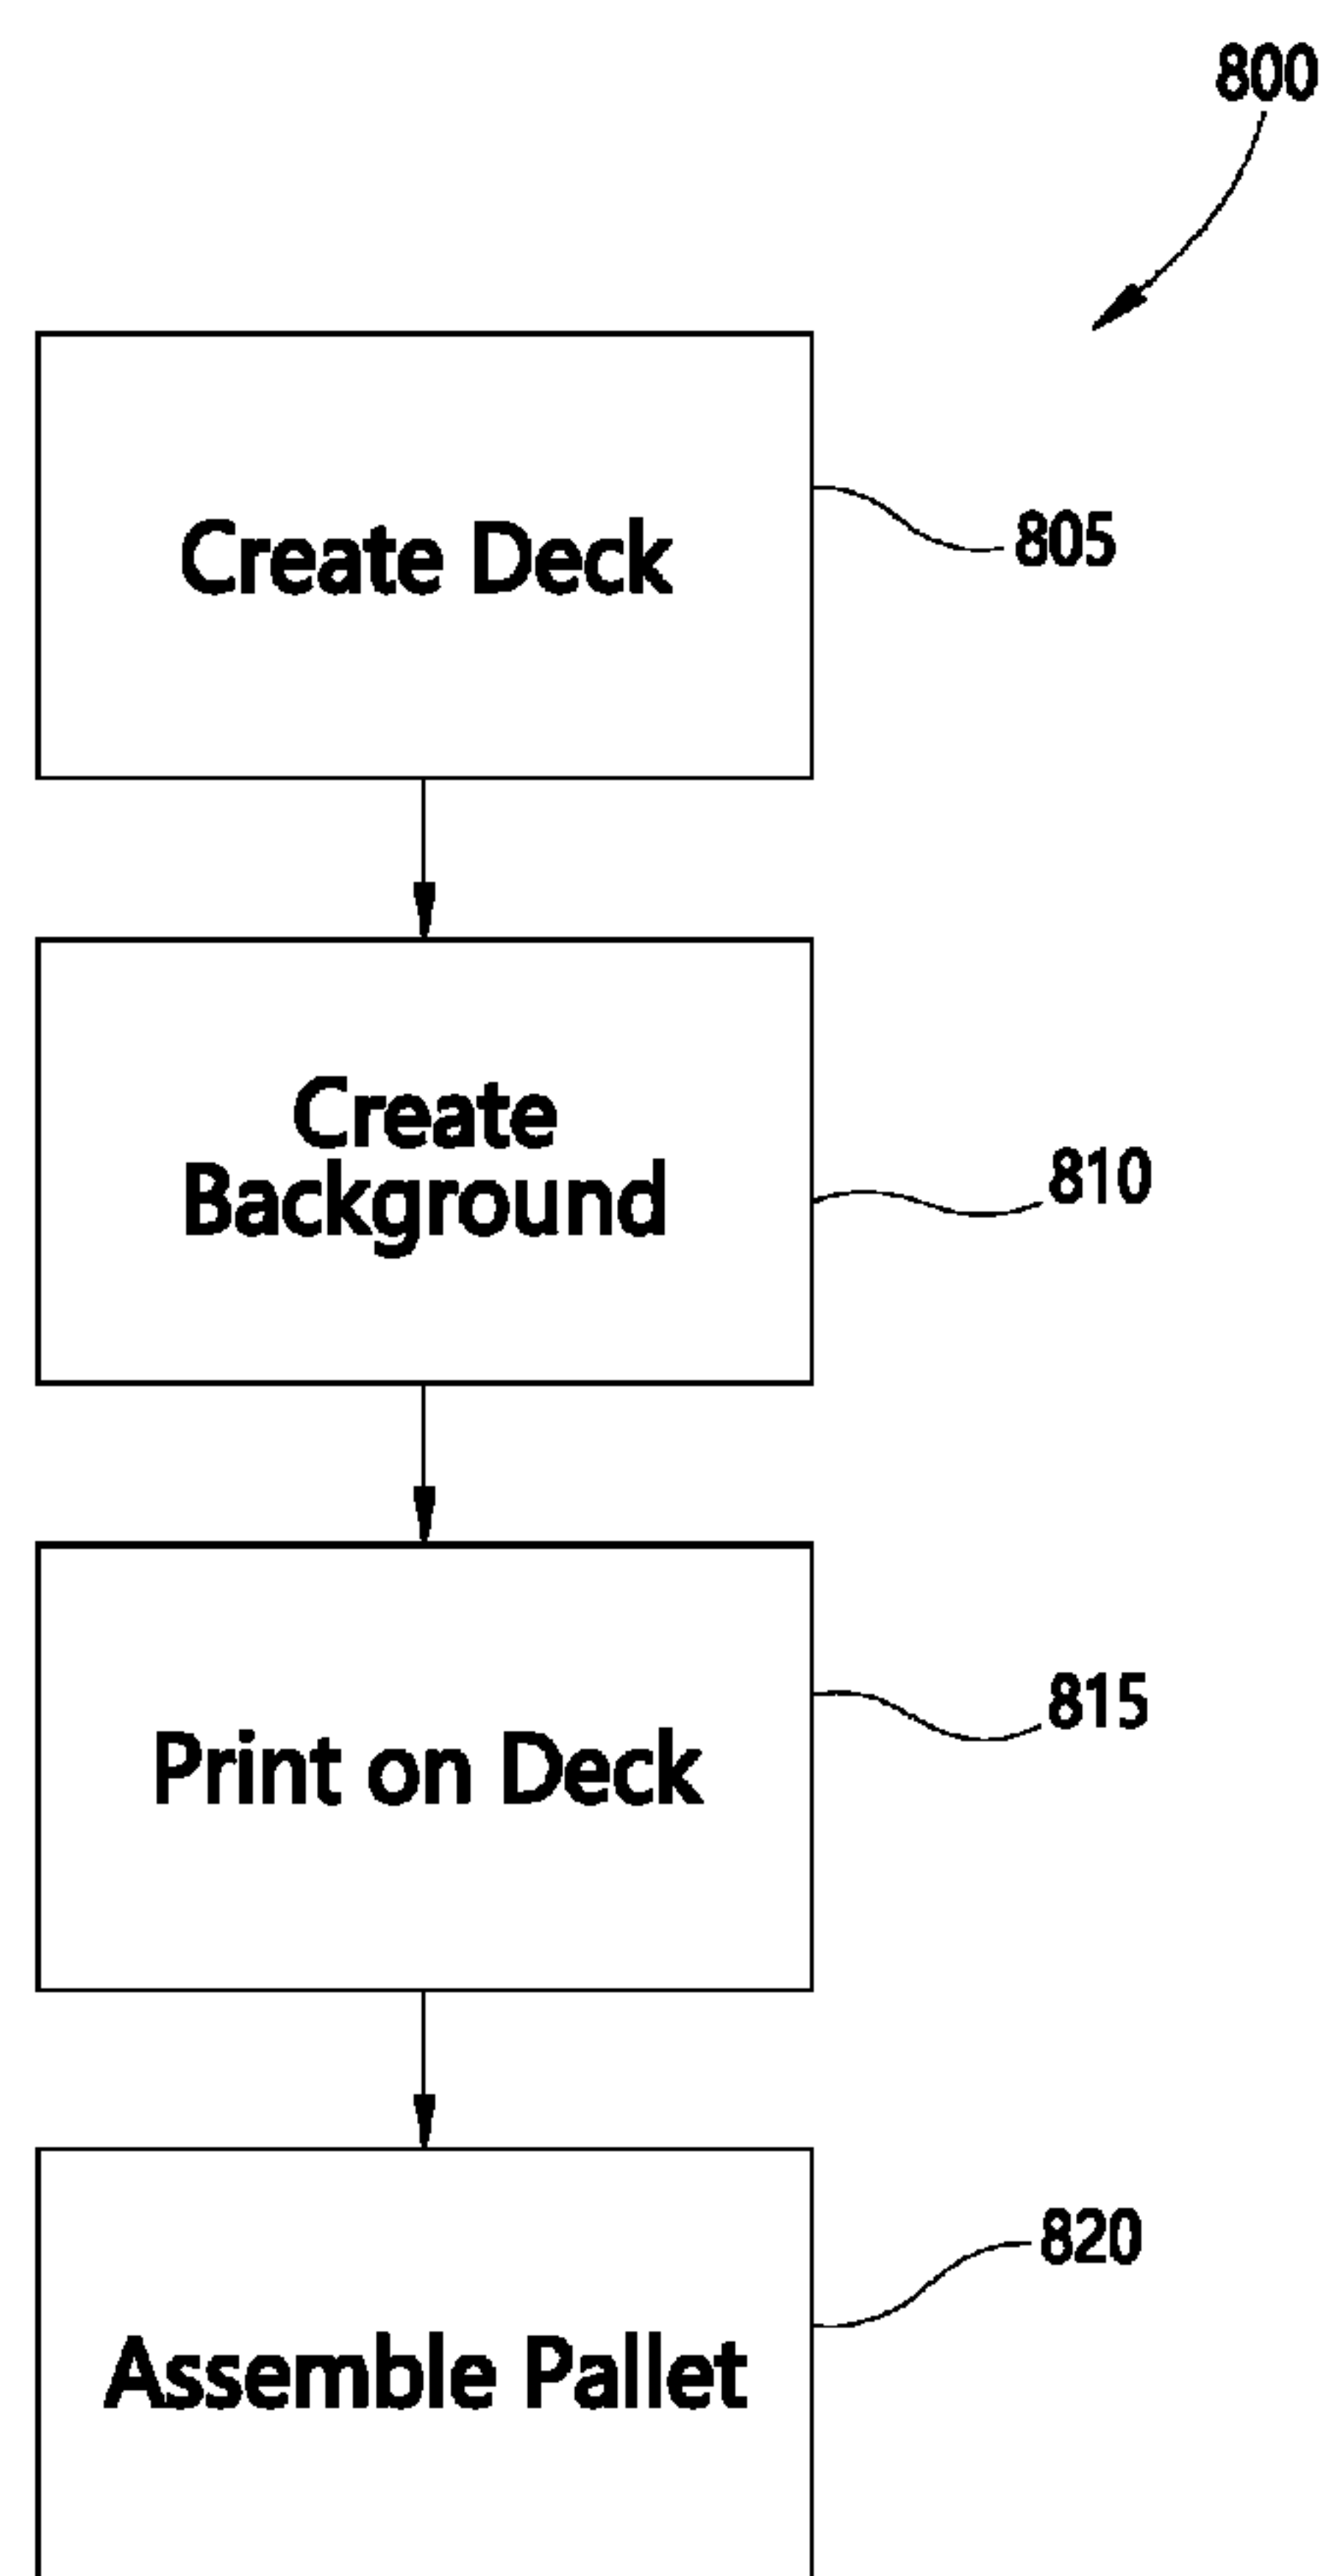 800
Create Deck
805
Create
Background
810
Print on Deck
815
820
Assemble Pallet